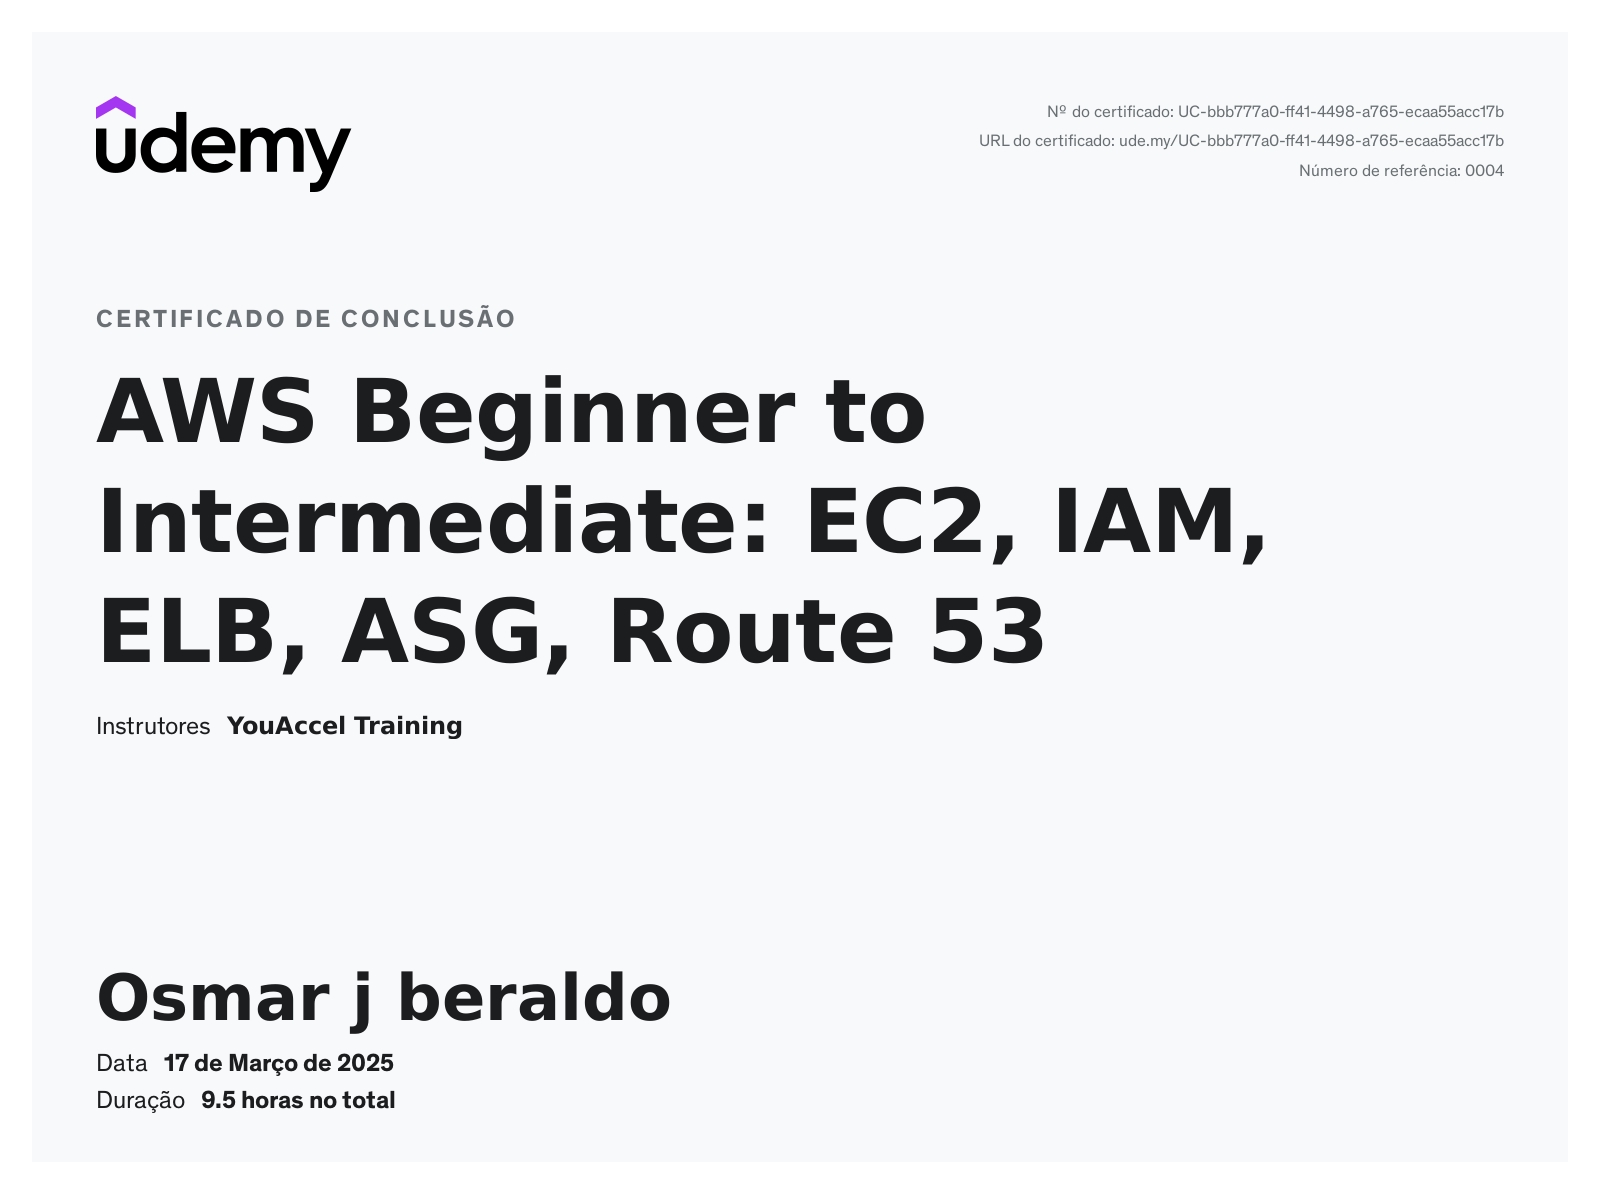 udemy
Nº do certificado: UC-bbb777a0-ff41-4498-a765-ecaa55acc17b
URL do certificado: ude.my/UC-bbb777a0-ff41-4498-a765-ecaa55acc17b
Número de referência: 0004
CERTIFICADO DE CONCLUSÃO
AWS Beginner to
Intermediate: EC2, IAM,
ELB, ASG, Route 53
Instrutores YouAccel Training
Osmar j beraldo
Data 17 de Março de 2025
Duração 9.5 horas no total